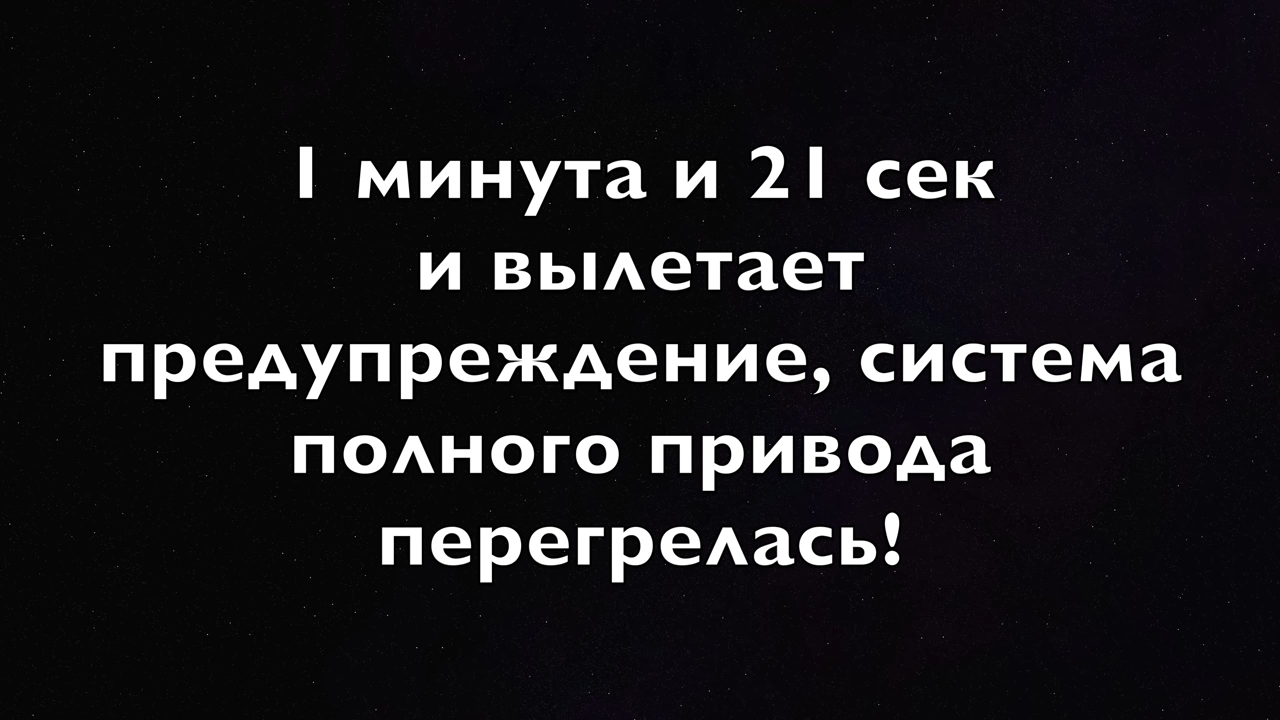 1 минута и 21 сек
и вылетает
предупреждение, система
полного привода
перегрелась!